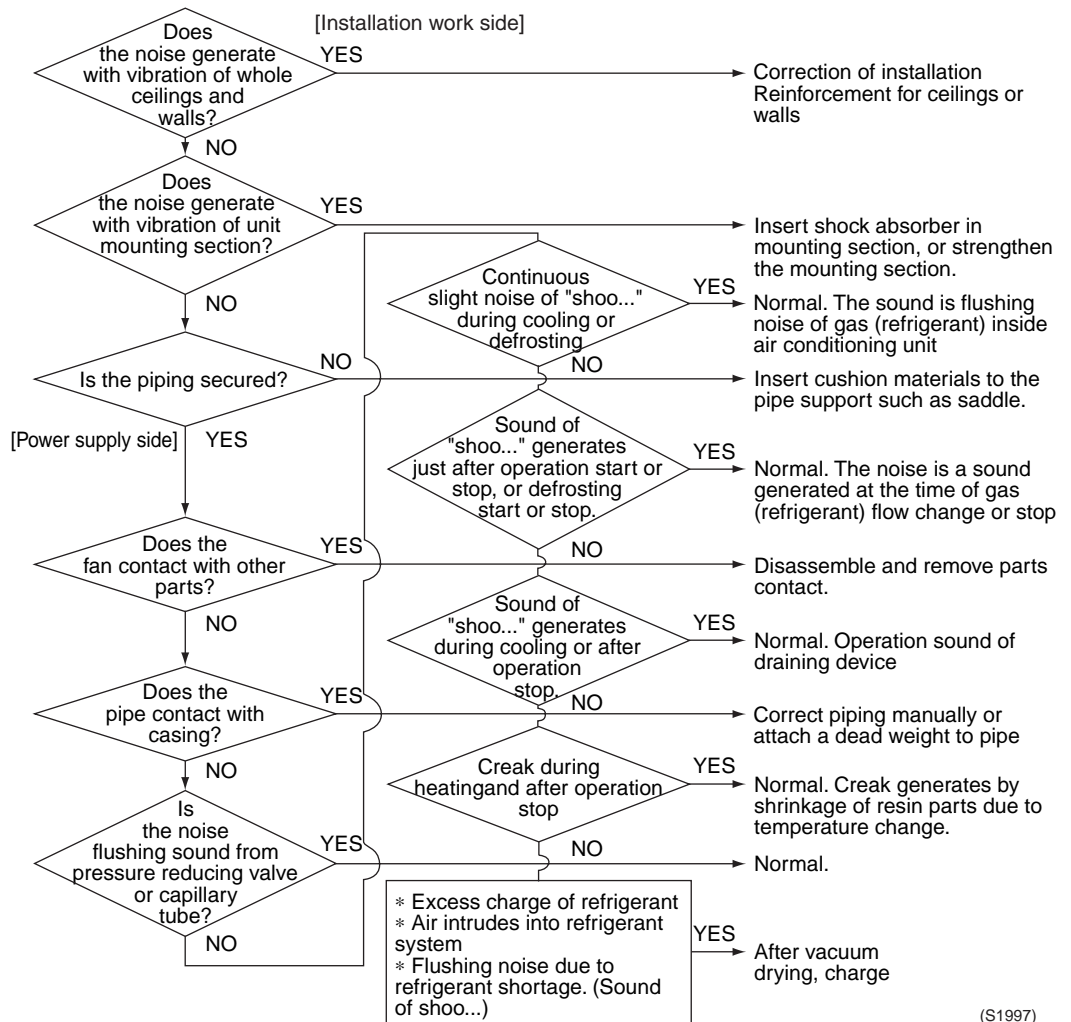 [Installation work side]
Does
the noise generate
with vibration of whole
ceilings and
walls?
YES
Correction of installation
Reinforcement for ceilings or
walls
NO
Does
the noise generate
with vibration of unit
mounting section?
YES
Insert shock absorber in
mounting section, or strengthen
the mounting section.
NO
Is the piping secured?
NO
Insert cushion materials to the
pipe support such as saddle.
[Power supply side]
YES
Does the
fan contact with other
parts?
YES
Disassemble and remove parts
contact.
NO
Does the
pipe contact with
casing?
YES
Correct piping manually or
attach a dead weight to pipe
NO
Is
the noise
flushing sound from
pressure reducing valve
or capillary
tube?
YES
Normal.
NO
Continuous
slight noise of "shoo..."
during cooling or
defrosting
YES
Normal. The sound is flushing
noise of gas (refrigerant) inside
air conditioning unit
NO
Sound of
"shoo..." generates
just after operation start or
stop, or defrosting
start or stop.
YES
Normal. The noise is a sound
generated at the time of gas
(refrigerant) flow change or stop
NO
Sound of
"shoo..." generates
during cooling or after
operation
stop.
YES
Normal. Operation sound of
draining device
NO
Creak during
heatingand after operation
stop
YES
Normal. Creak generates by
shrinkage of resin parts due to
temperature change.
NO
* Excess charge of refrigerant
* Air intrudes into refrigerant
system
* Flushing noise due to
refrigerant shortage. (Sound
of shoo...)
YES
After vacuum
drying, charge
(S1997)